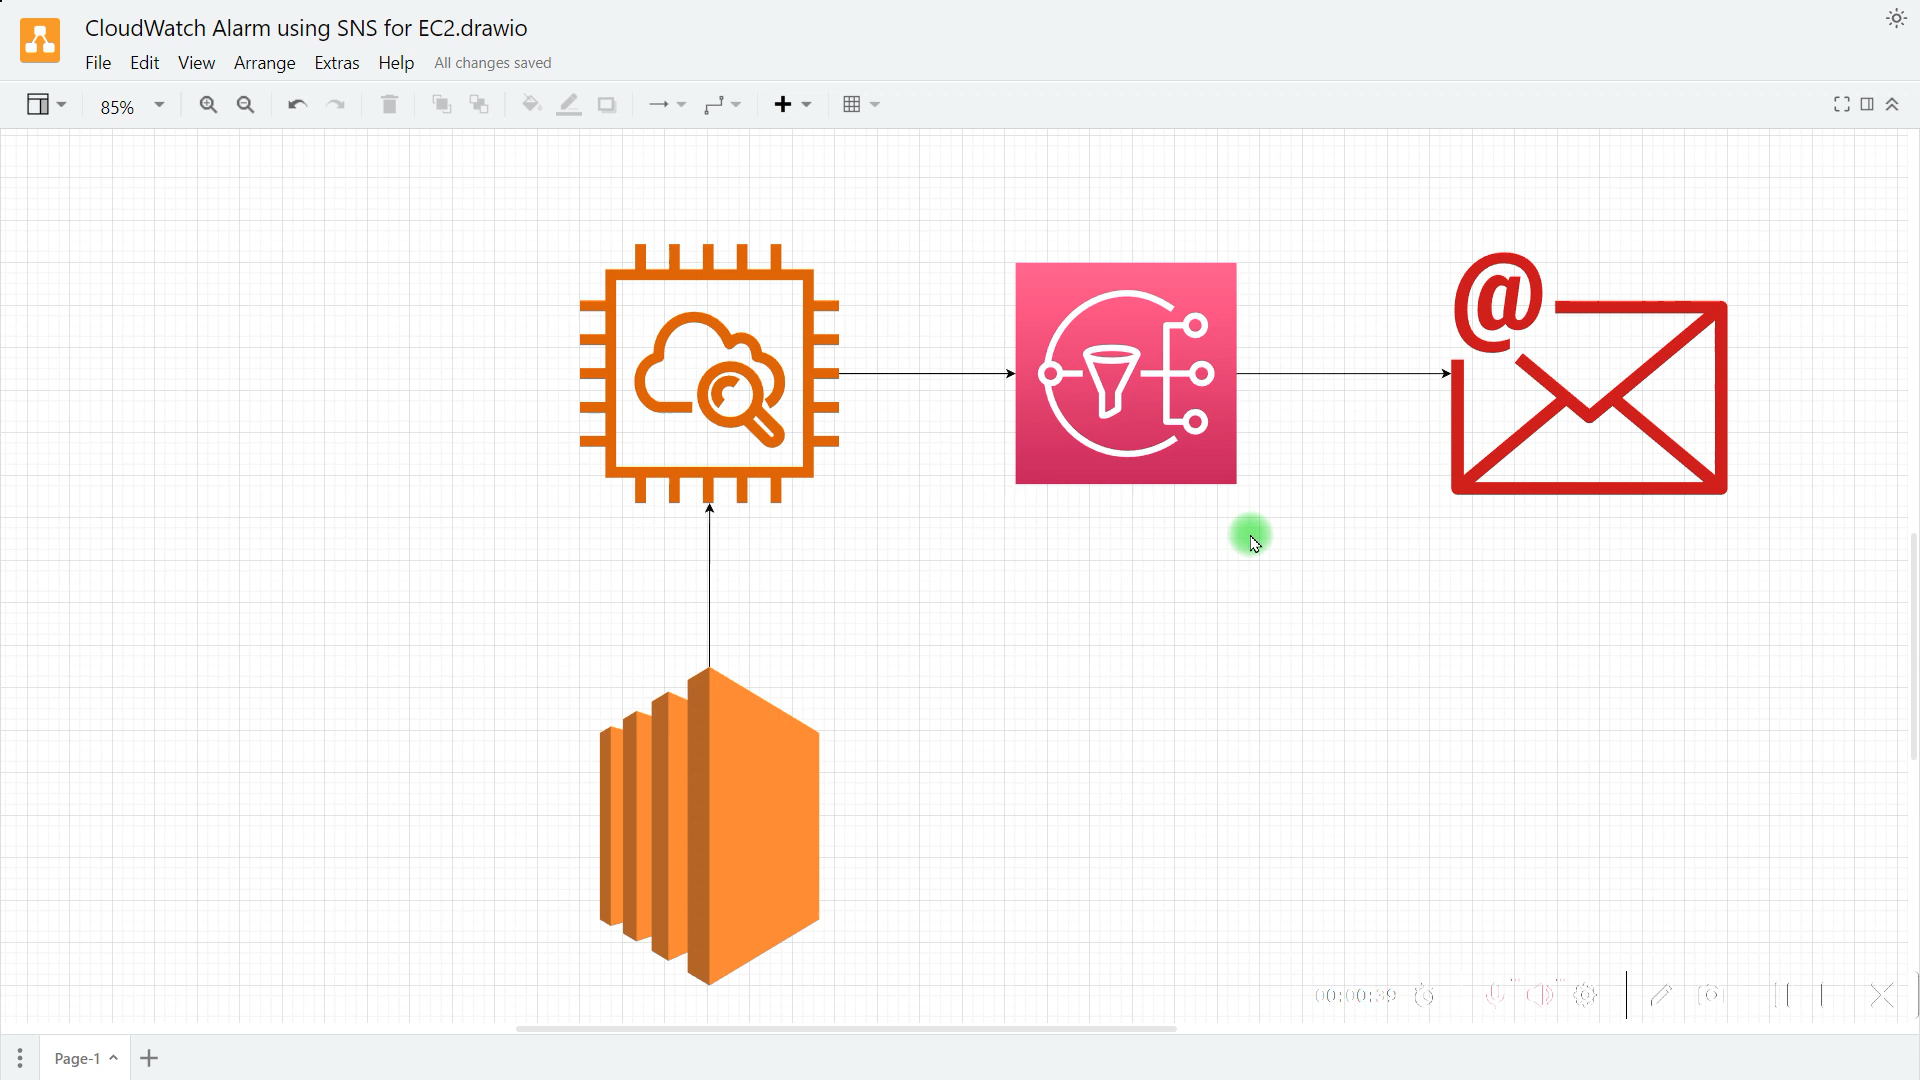 CloudWatch Alarm using SNS for EC2.drawio
File Edit View Arrange Extras Help All changes saved
85%
@
00:00:39
Page-1